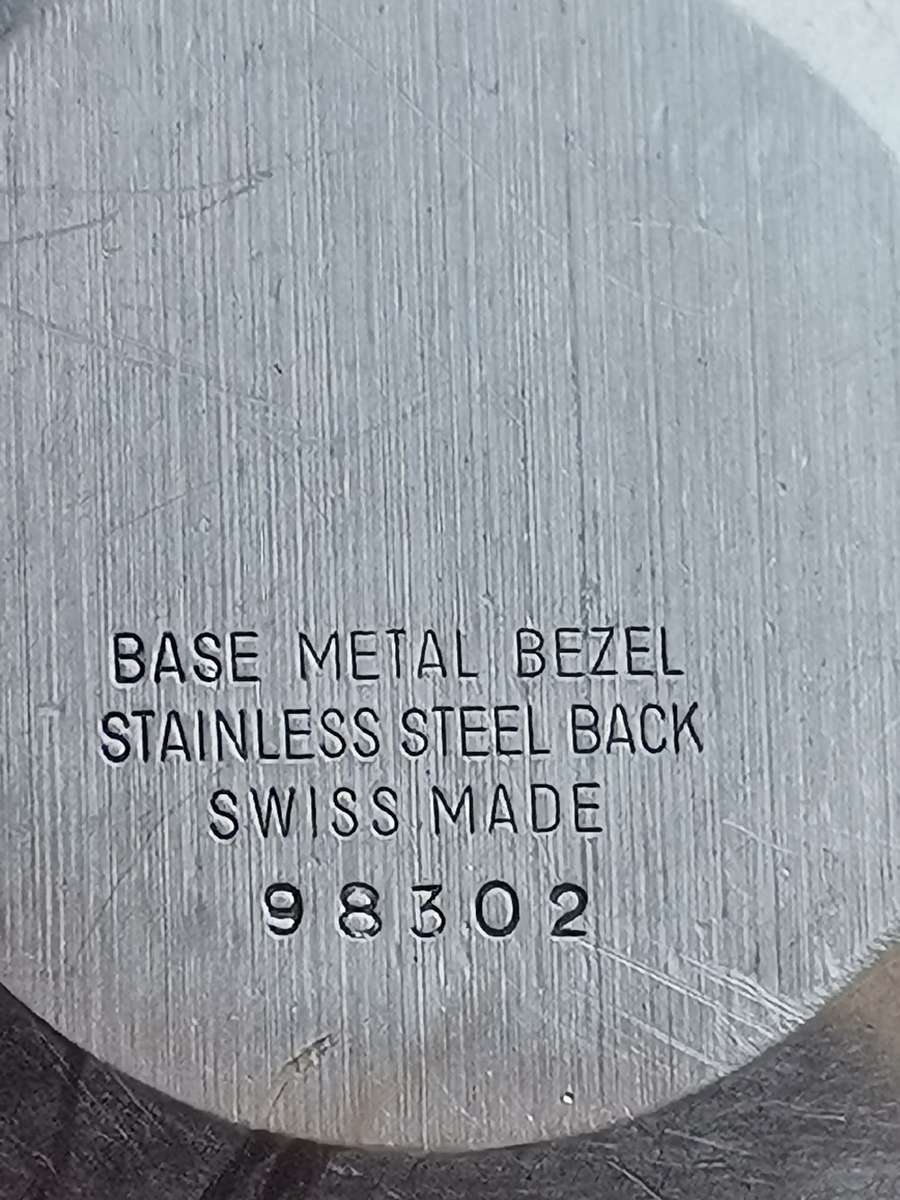 BASE METAL BEZEL
STAINLESS STEEL BACK
SWISS MADE
98302